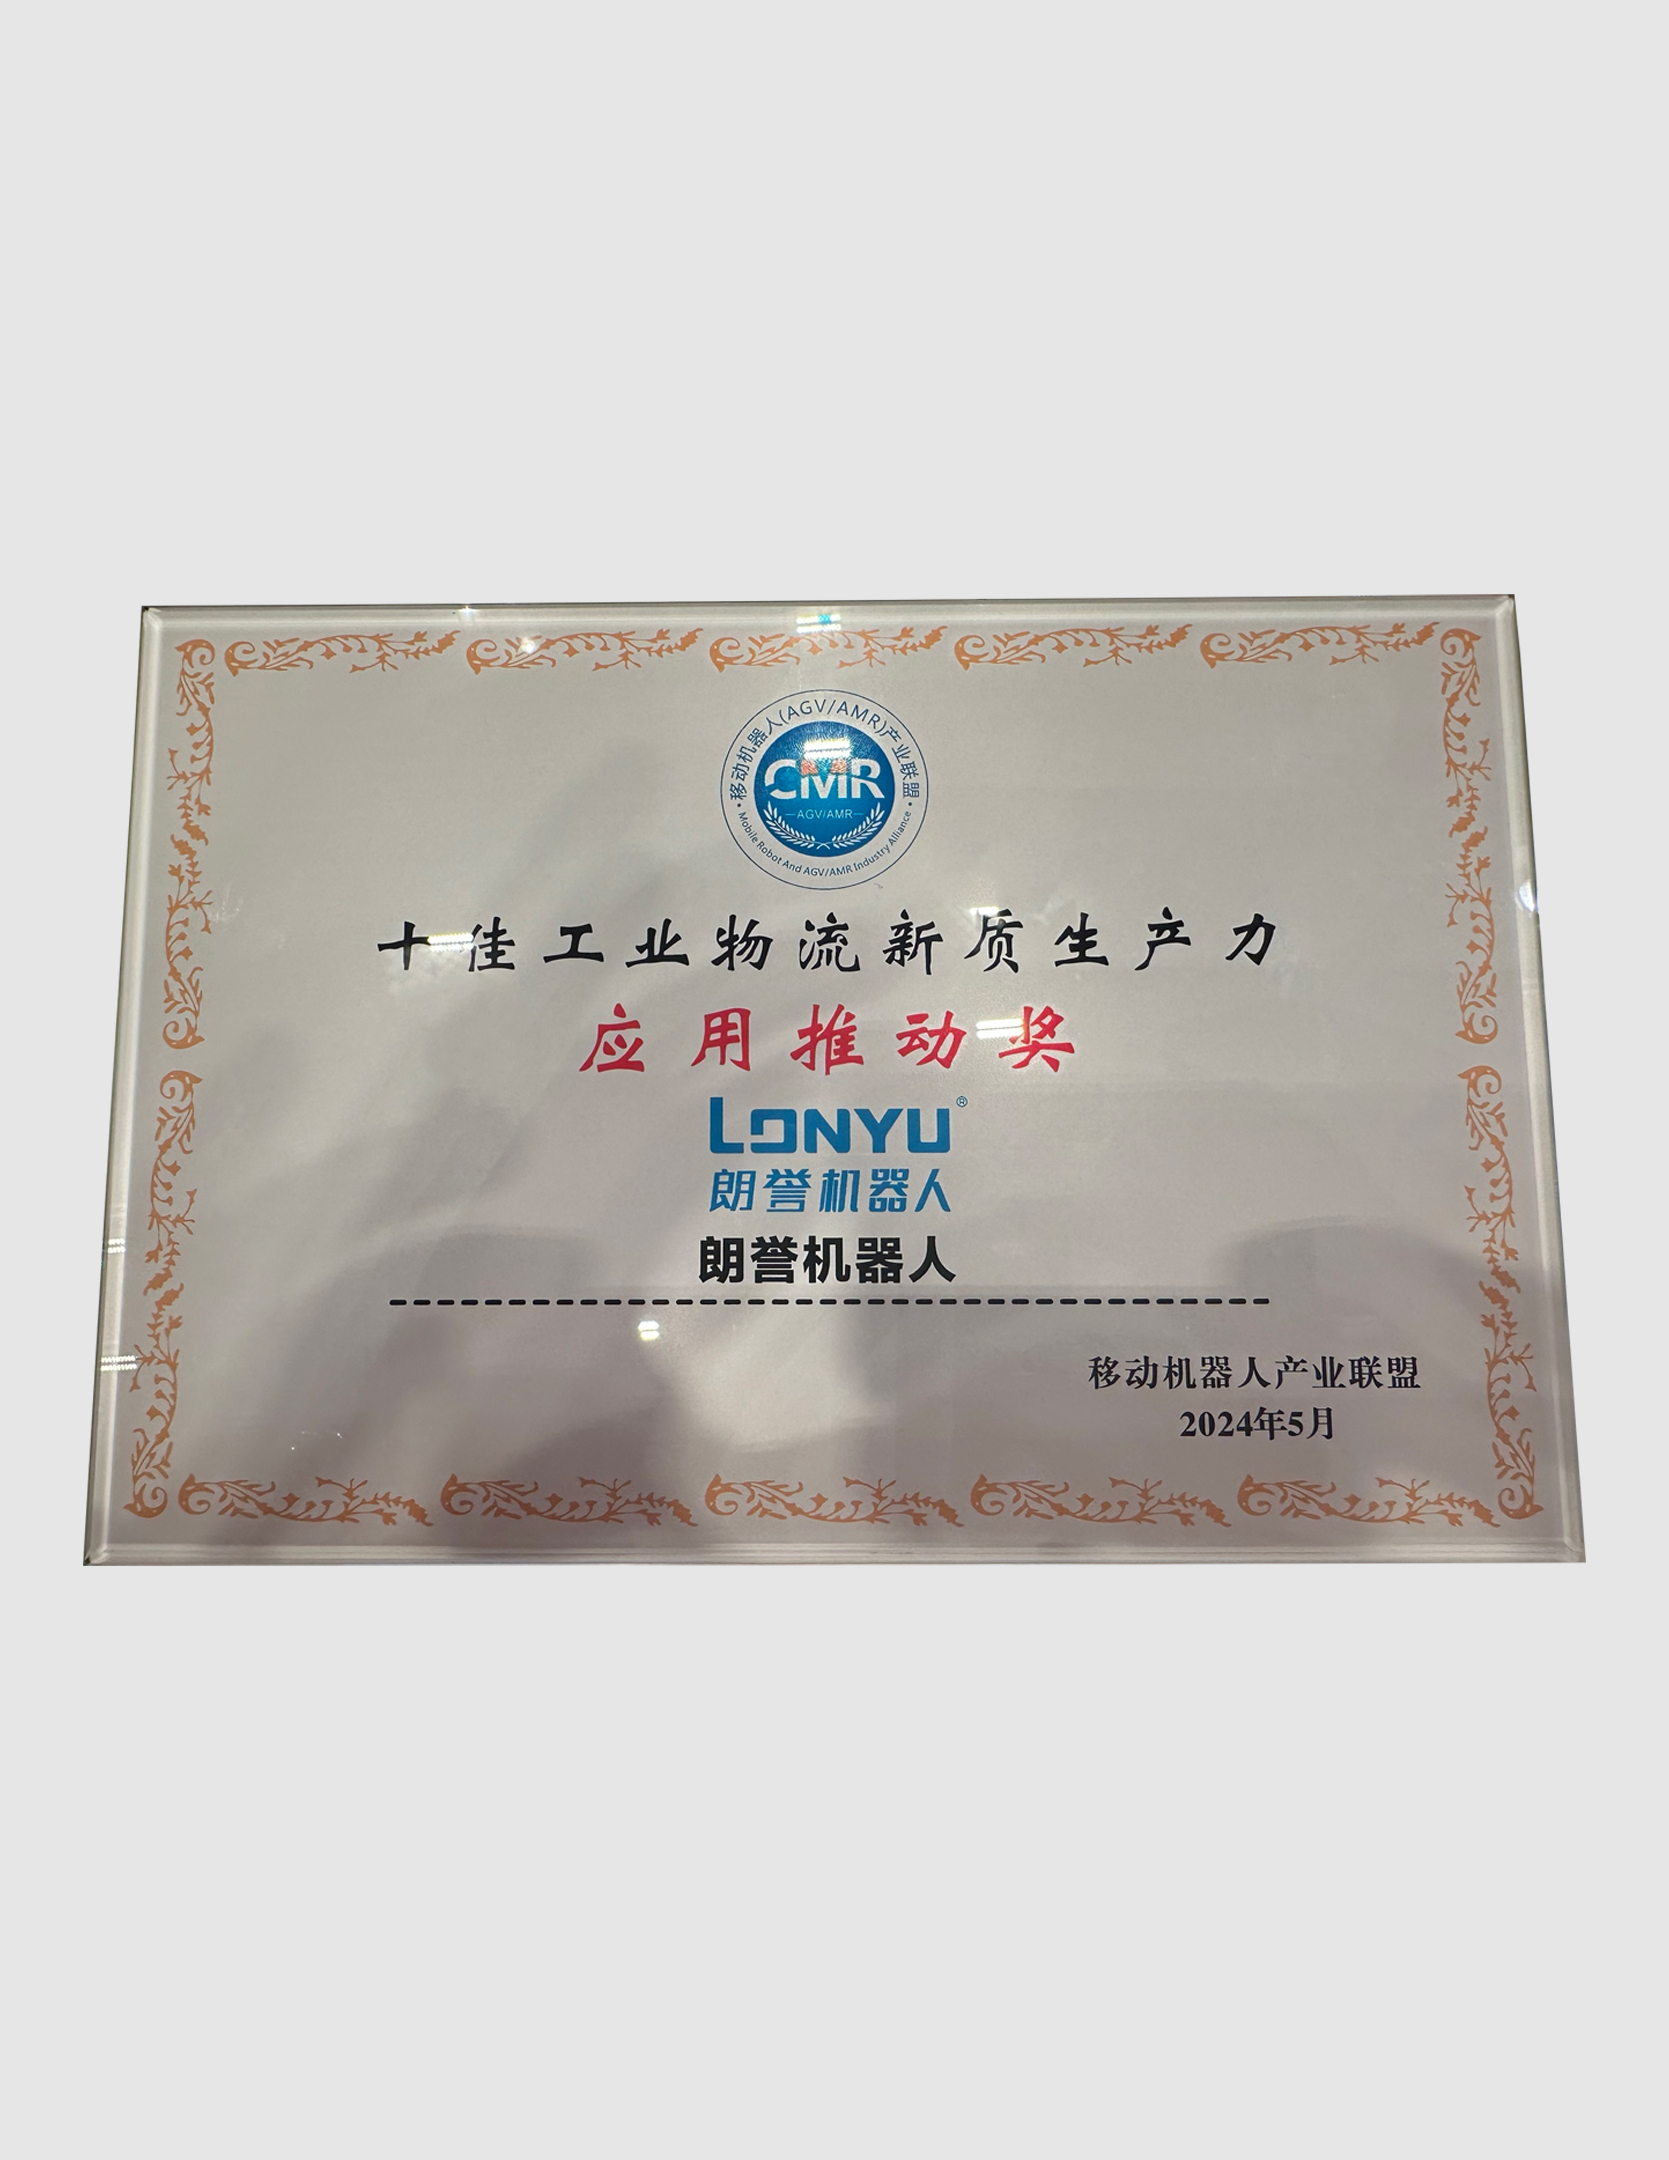 移动机器人(AGV/AMR)产业联盟
CMR
AGV/AMR
Mobile Robot And AGV/AMR Industry Alliance
十佳工业物流新质生产力
应用推动奖
LONYU®
朗誉机器人
朗誉机器人
移动机器人产业联盟
2024年5月